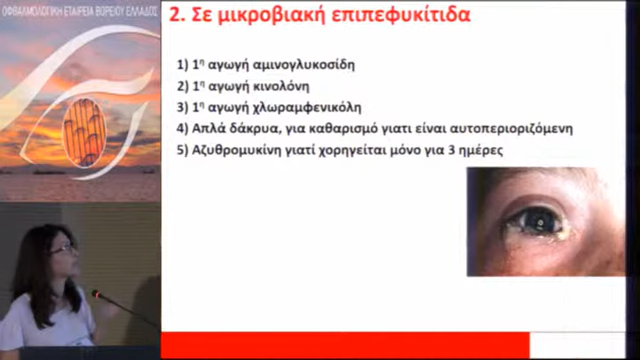 ΟΦΘΑΛΜΟΛΟΓΙΚΗ ΕΤΑΙΡΕΙΑ ΒΟΡΕΙΟΥ ΕΛΛΑΔΟΣ
2. Σε μικροβιακή επιπεφυκίτιδα
1) 1η αγωγή αμινογλυκοσίδη
2) 1η αγωγή κινολόνη
3) 1η αγωγή χλωραμφενικόλη
4) Απλά δάκρυα, για καθαρισμό γιατι είναι αυτοπεριοριζόμενη
5) Αζυθρομυκίνη γιατί χορηγείται μόνο για 3 ημέρες